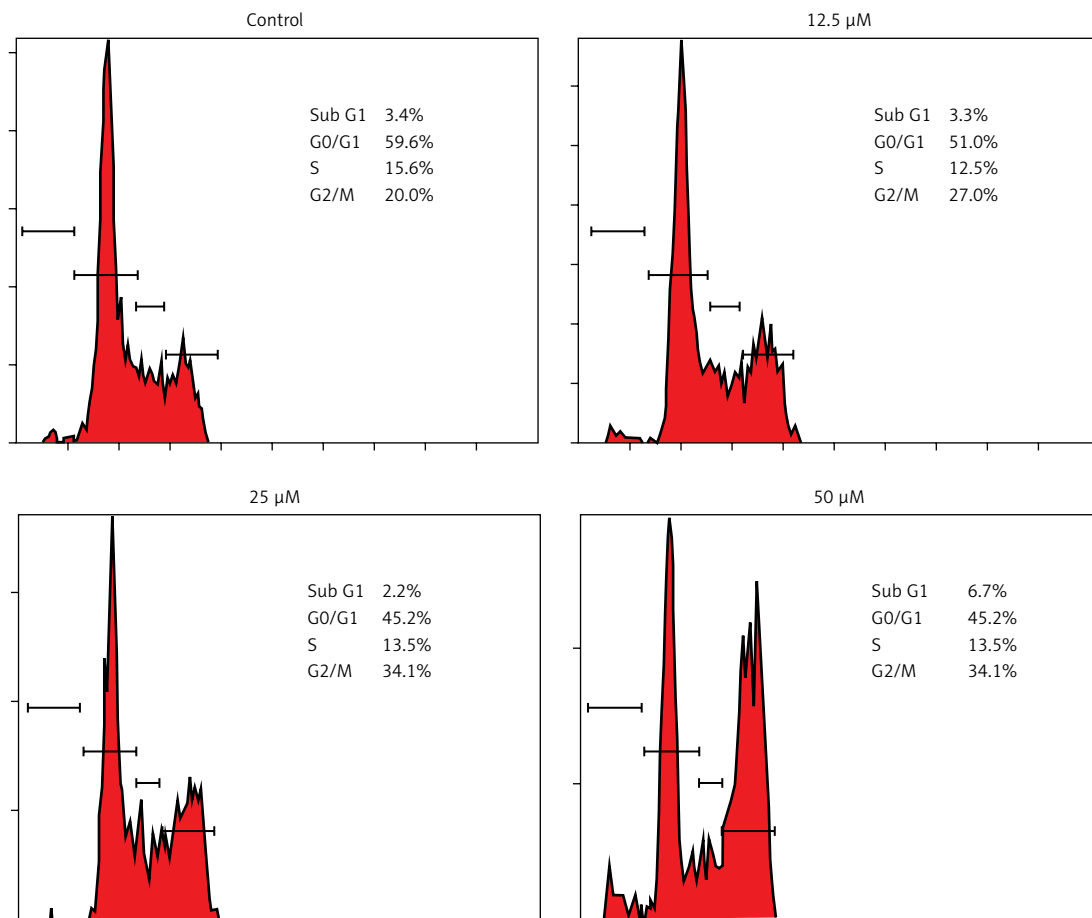 Control
Sub G1 3.4%
G0/G1 59.6%
S 15.6%
G2/M 20.0%
12.5 µM
Sub G1 3.3%
G0/G1 51.0%
S 12.5%
G2/M 27.0%
25 µM
Sub G1 2.2%
G0/G1 45.2%
S 13.5%
G2/M 34.1%
50 µM
Sub G1 6.7%
G0/G1 45.2%
S 13.5%
G2/M 34.1%